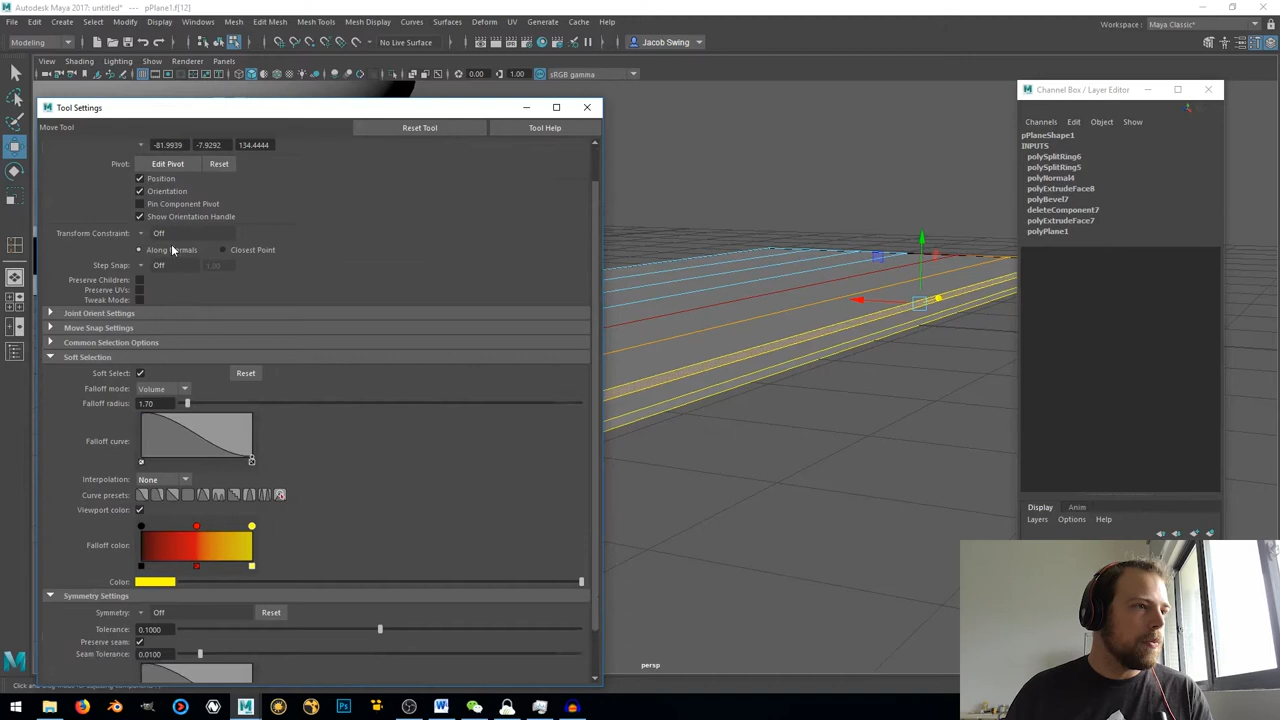 Autodesk Maya 2017: untitled*   ---   pPlane1.f[12]
File Edit Create Select Modify Display Windows Mesh Edit Mesh Mesh Tools Mesh Display Curves Surfaces Deform UV Generate Cache Help
Workspace: Maya Classic*
Modeling No Live Surface Jacob Swing
View Shading Lighting Show Renderer Panels
0.00 1.00 sRGB gamma
Tool Settings
Move Tool Reset Tool Tool Help
-81.9939 -7.9292 134.4444
Pivot: Edit Pivot Reset
Position
Orientation
Pin Component Pivot
Show Orientation Handle
Transform Constraint: Off
Along Normals Closest Point
Step Snap: Off 1.00
Preserve Children:
Preserve UVs:
Tweak Mode:
Joint Orient Settings
Move Snap Settings
Common Selection Options
Soft Selection
Soft Select: Reset
Falloff mode: Volume
Falloff radius: 1.70
Falloff curve:
Interpolation: None
Curve presets:
Viewport color:
Falloff color:
Color:
Symmetry Settings
Symmetry: Off Reset
Tolerance: 0.1000
Preserve seam:
Seam Tolerance: 0.0100
persp
Channel Box / Layer Editor
Channels Edit Object Show
pPlaneShape1
INPUTS
polySplitRing6
polySplitRing5
polyNormal4
polyExtrudeFace8
polyBevel7
deleteComponent7
polyExtrudeFace7
polyPlane1
Display Anim
Layers Options Help